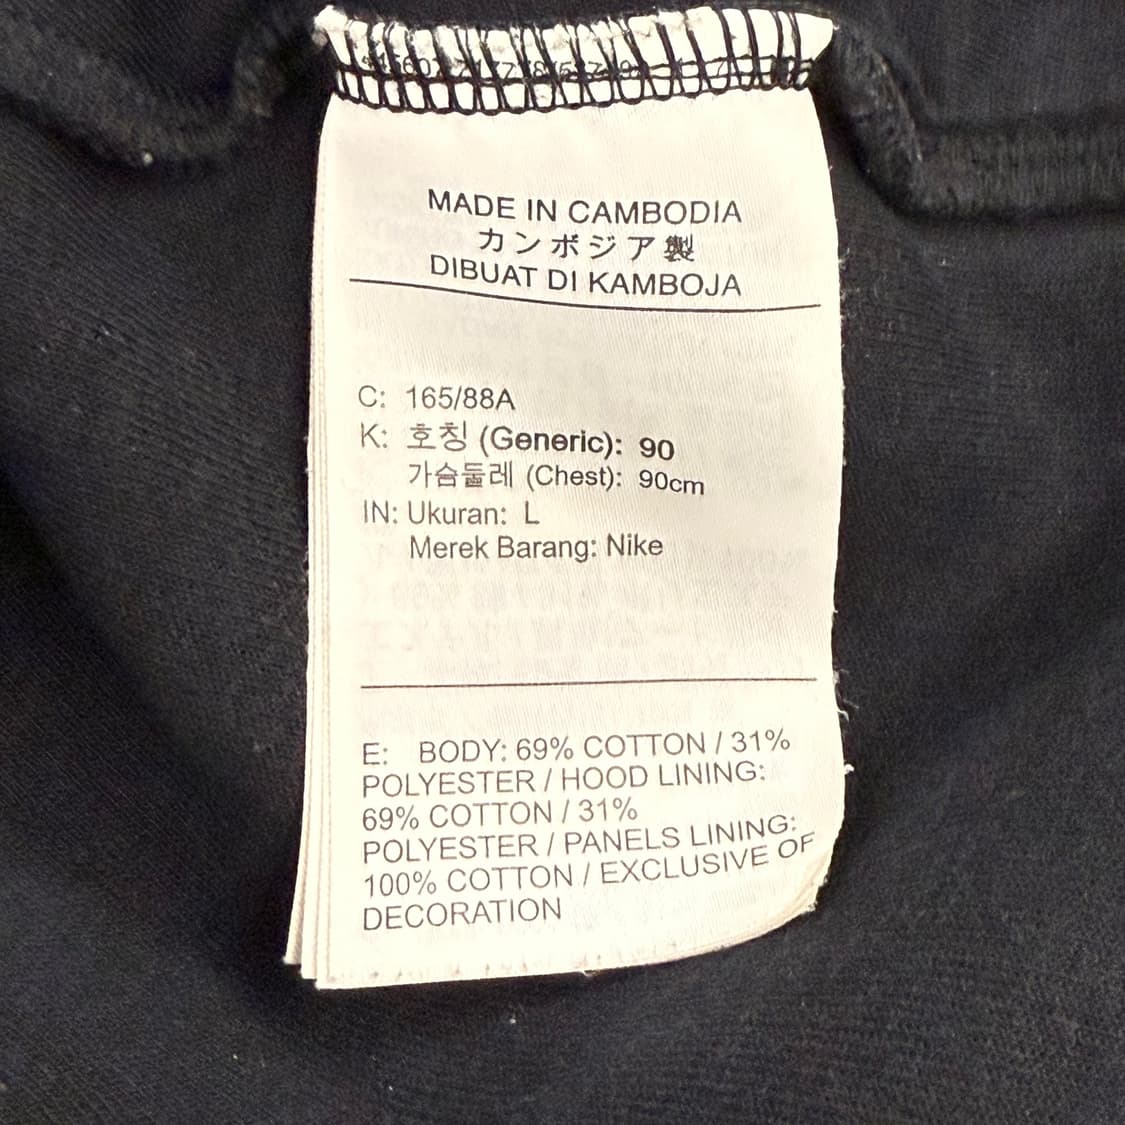 MADE IN CAMBODIA
カンボジア製
DIBUAT DI KAMBOJA
C: 165/88A
K: 호칭 (Generic): 90
가슴둘레 (Chest): 90cm
IN: Ukuran: L
Merek Barang: Nike
E: BODY: 69% COTTON / 31%
POLYESTER / HOOD LINING:
69% COTTON / 31%
POLYESTER / PANELS LINING:
100% COTTON / EXCLUSIVE OF
DECORATION